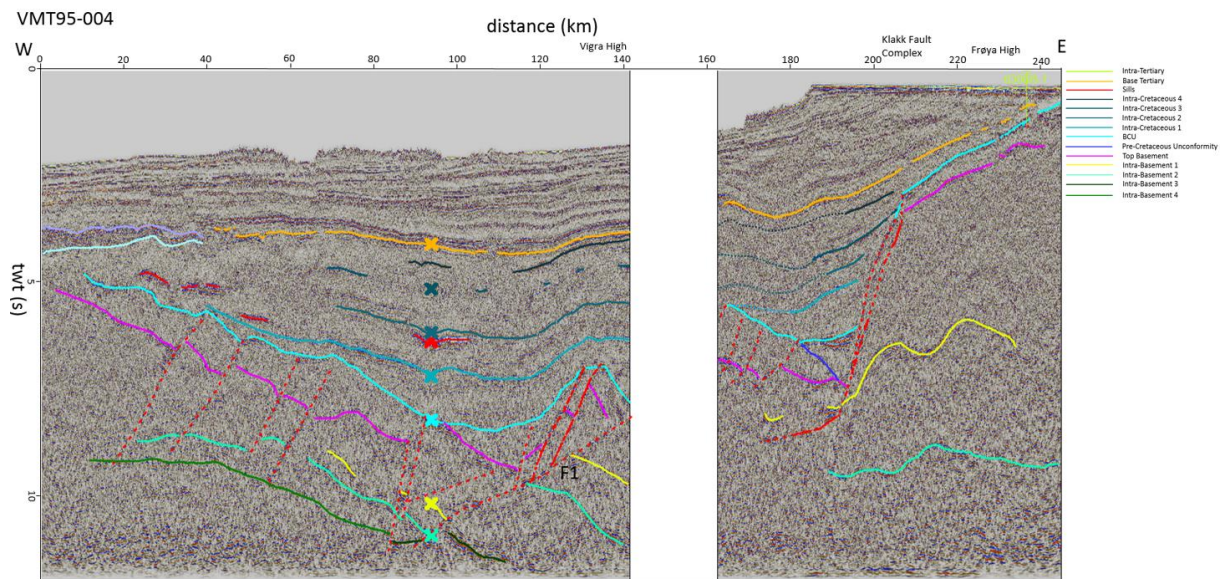 VMT95-004
distance (km)
W
Vigra High
Klakk Fault
Complex
Frøya High
E
0 20 40 60 80 100 120 140 180 200 220 240
0
5
10
twt (s)
F1
Intra-Tertiary
Base Tertiary
Sills
Intra-Cretaceous 4
Intra-Cretaceous 3
Intra-Cretaceous 2
Intra-Cretaceous 1
BCU
Pre-Cretaceous Unconformity
Top Basement
Intra-Basement 1
Intra-Basement 2
Intra-Basement 3
Intra-Basement 4